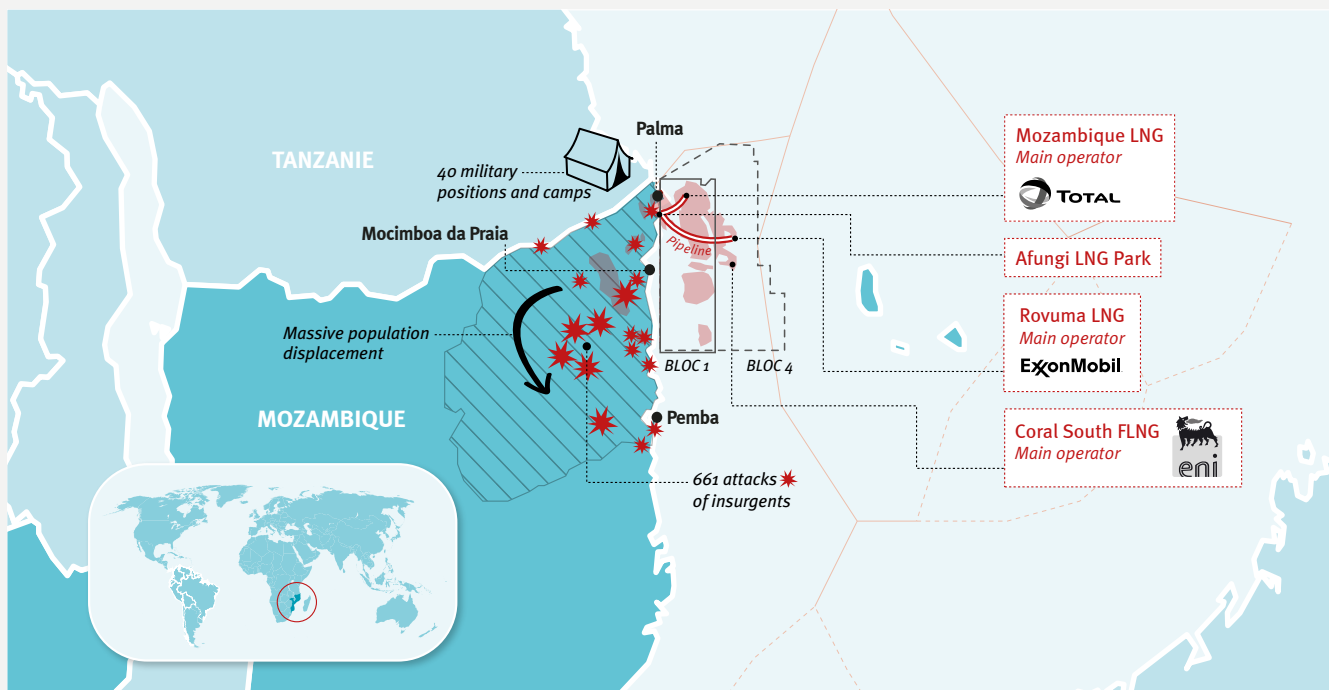 TANZANIE
Palma
40 military
positions and camps
Mocimboa da Praia
Pipeline
Massive population
displacement
BLOC 1
BLOC 4
MOZAMBIQUE
Pemba
661 attacks
of insurgents
Mozambique LNG
Main operator
TOTAL
Afungi LNG Park
Rovuma LNG
Main operator
ExxonMobil
Coral South FLNG
Main operator
eni